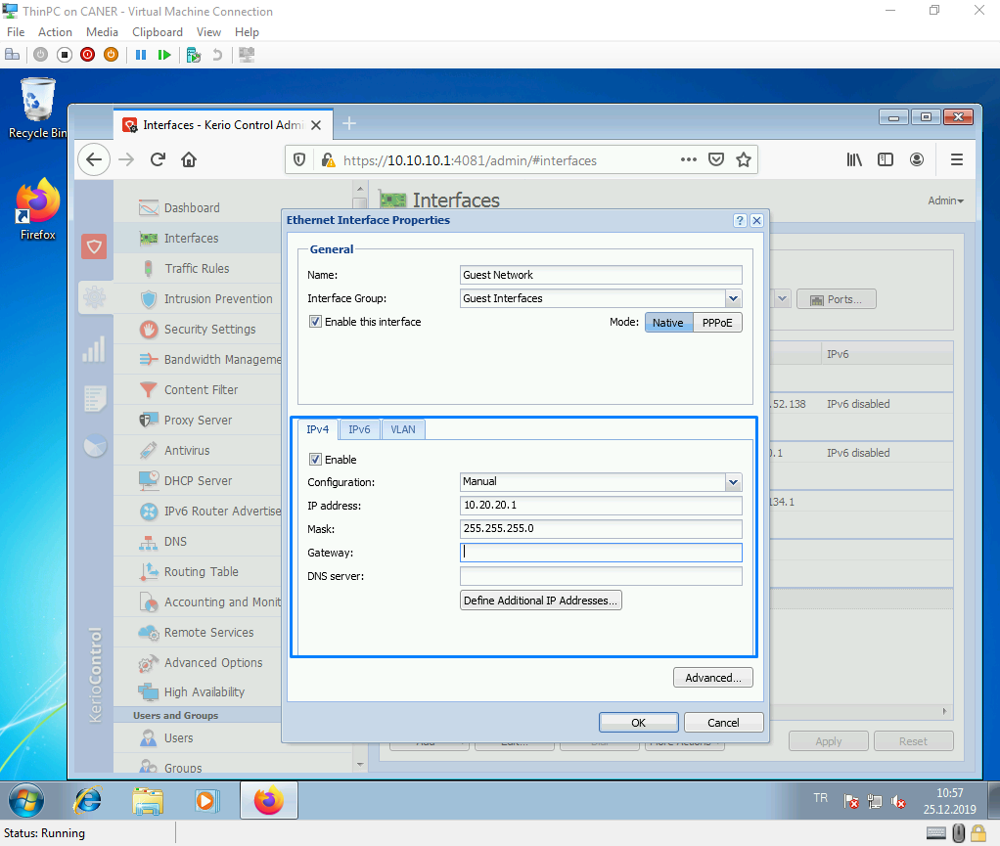 ThinPC on CANER - Virtual Machine Connection
File Action Media Clipboard View Help
Recycle Bin
Firefox
Interfaces - Kerio Control Admi
https://10.10.10.1:4081/admin/#interfaces
Interfaces
Admin
Dashboard
Interfaces
Traffic Rules
Intrusion Prevention
Security Settings
Bandwidth Manageme
Content Filter
Proxy Server
Antivirus
DHCP Server
IPv6 Router Advertise
DNS
Routing Table
Accounting and Monit
Remote Services
Advanced Options
High Availability
Users and Groups
Users
Groups
KerioControl
Ethernet Interface Properties
General
Name: Guest Network
Interface Group: Guest Interfaces
Enable this interface Mode: Native PPPoE
IPv4 IPv6 VLAN
Enable
Configuration: Manual
IP address: 10.20.20.1
Mask: 255.255.255.0
Gateway:
DNS server:
Define Additional IP Addresses...
Advanced...
OK Cancel
Ports...
IPv6
.52.138 IPv6 disabled
0.1 IPv6 disabled
134.1
Apply Reset
TR
10:57
25.12.2019
Status: Running